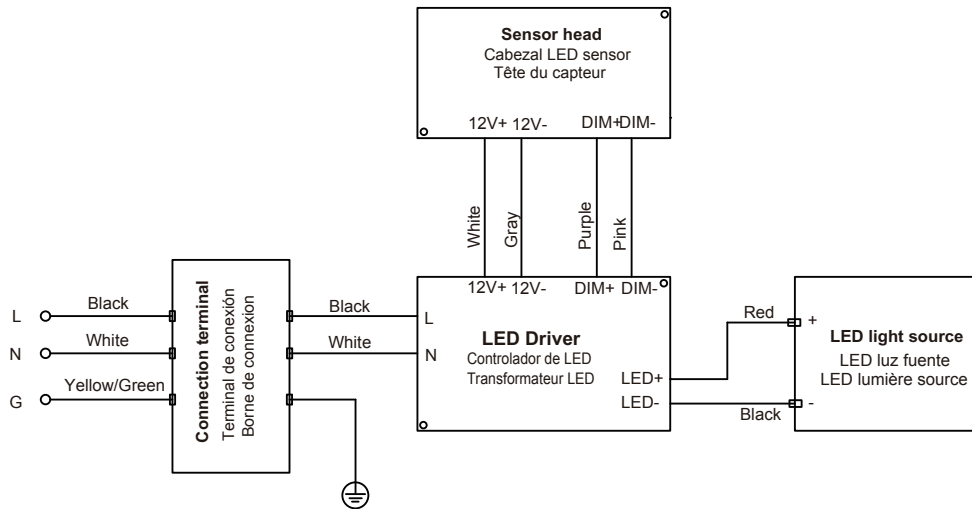 Sensor head
Cabezal LED sensor
Tête du capteur
12V+ 12V- DIM+ DIM-
White
Gray
Purple
Pink
12V+ 12V- DIM+ DIM-
L
Black
N
White
G
Yellow/Green
Connection terminal
Terminal de conexión
Borne de connexion
Black
White
L
N
LED Driver
Controlador de LED
Transformateur LED
LED+
LED-
Red
Black
+
-
LED light source
LED luz fuente
LED lumière source